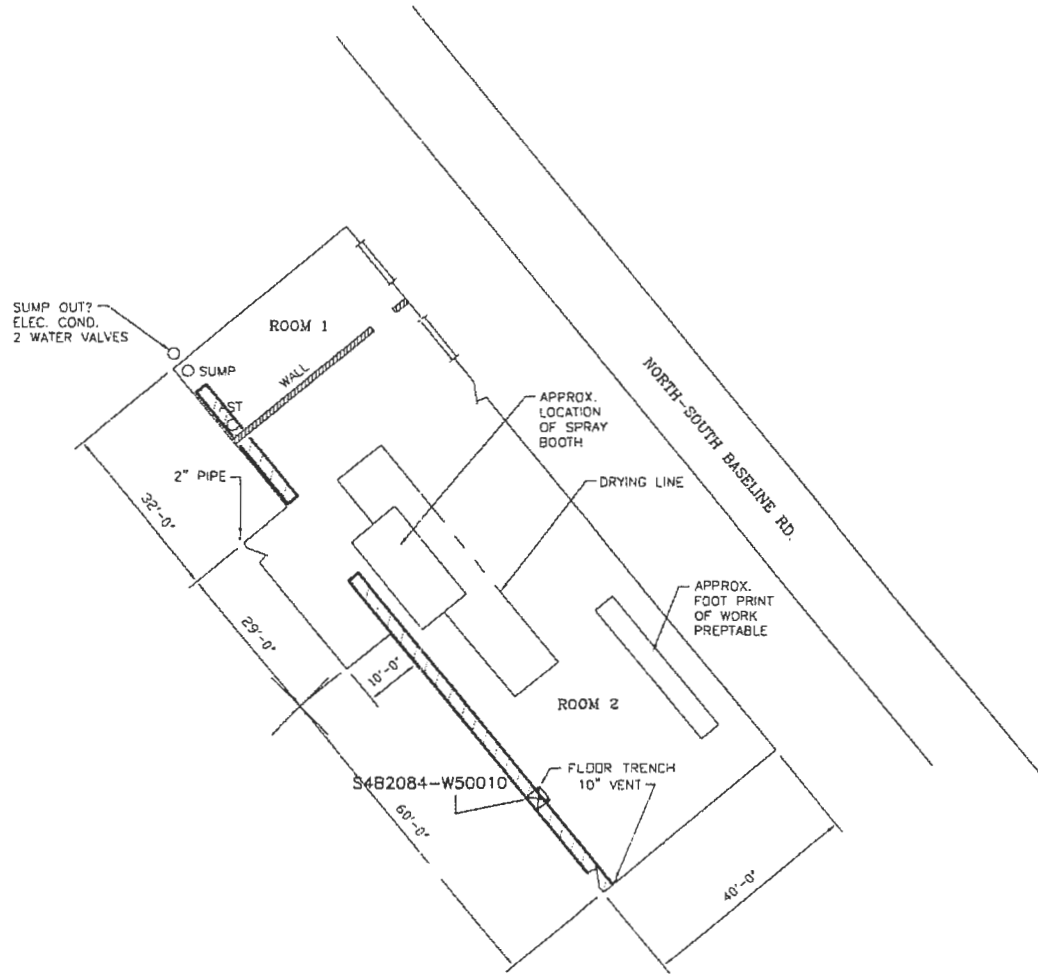 SUMP OUT?
ELEC. COND.
2 WATER VALVES
ROOM 1
SUMP
WALL
ST
2" PIPE
32'-0"
APPROX.
LOCATION
OF SPRAY
BOOTH
DRYING LINE
NORTH-SOUTH BASELINE RD.
APPROX.
FOOT PRINT
OF WORK
PREPTABLE
29'-0"
10'-0"
ROOM 2
S4B2084-W50010
FLOOR TRENCH
10" VENT
60'-0"
40'-0"